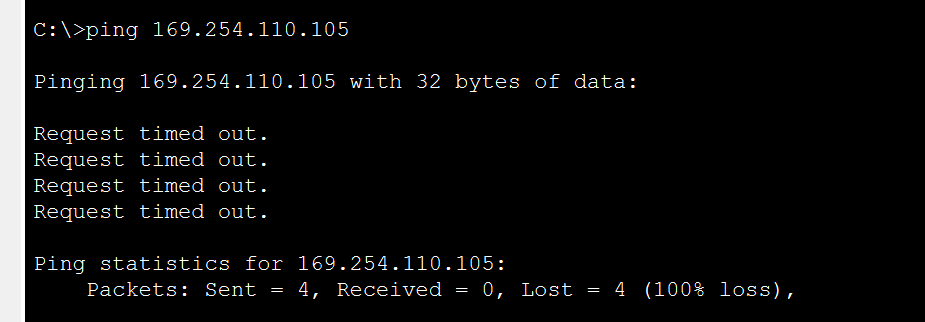 C:\>ping 169.254.110.105
Pinging 169.254.110.105 with 32 bytes of data:
Request timed out.
Request timed out.
Request timed out.
Request timed out.
Ping statistics for 169.254.110.105:
    Packets: Sent = 4, Received = 0, Lost = 4 (100% loss),